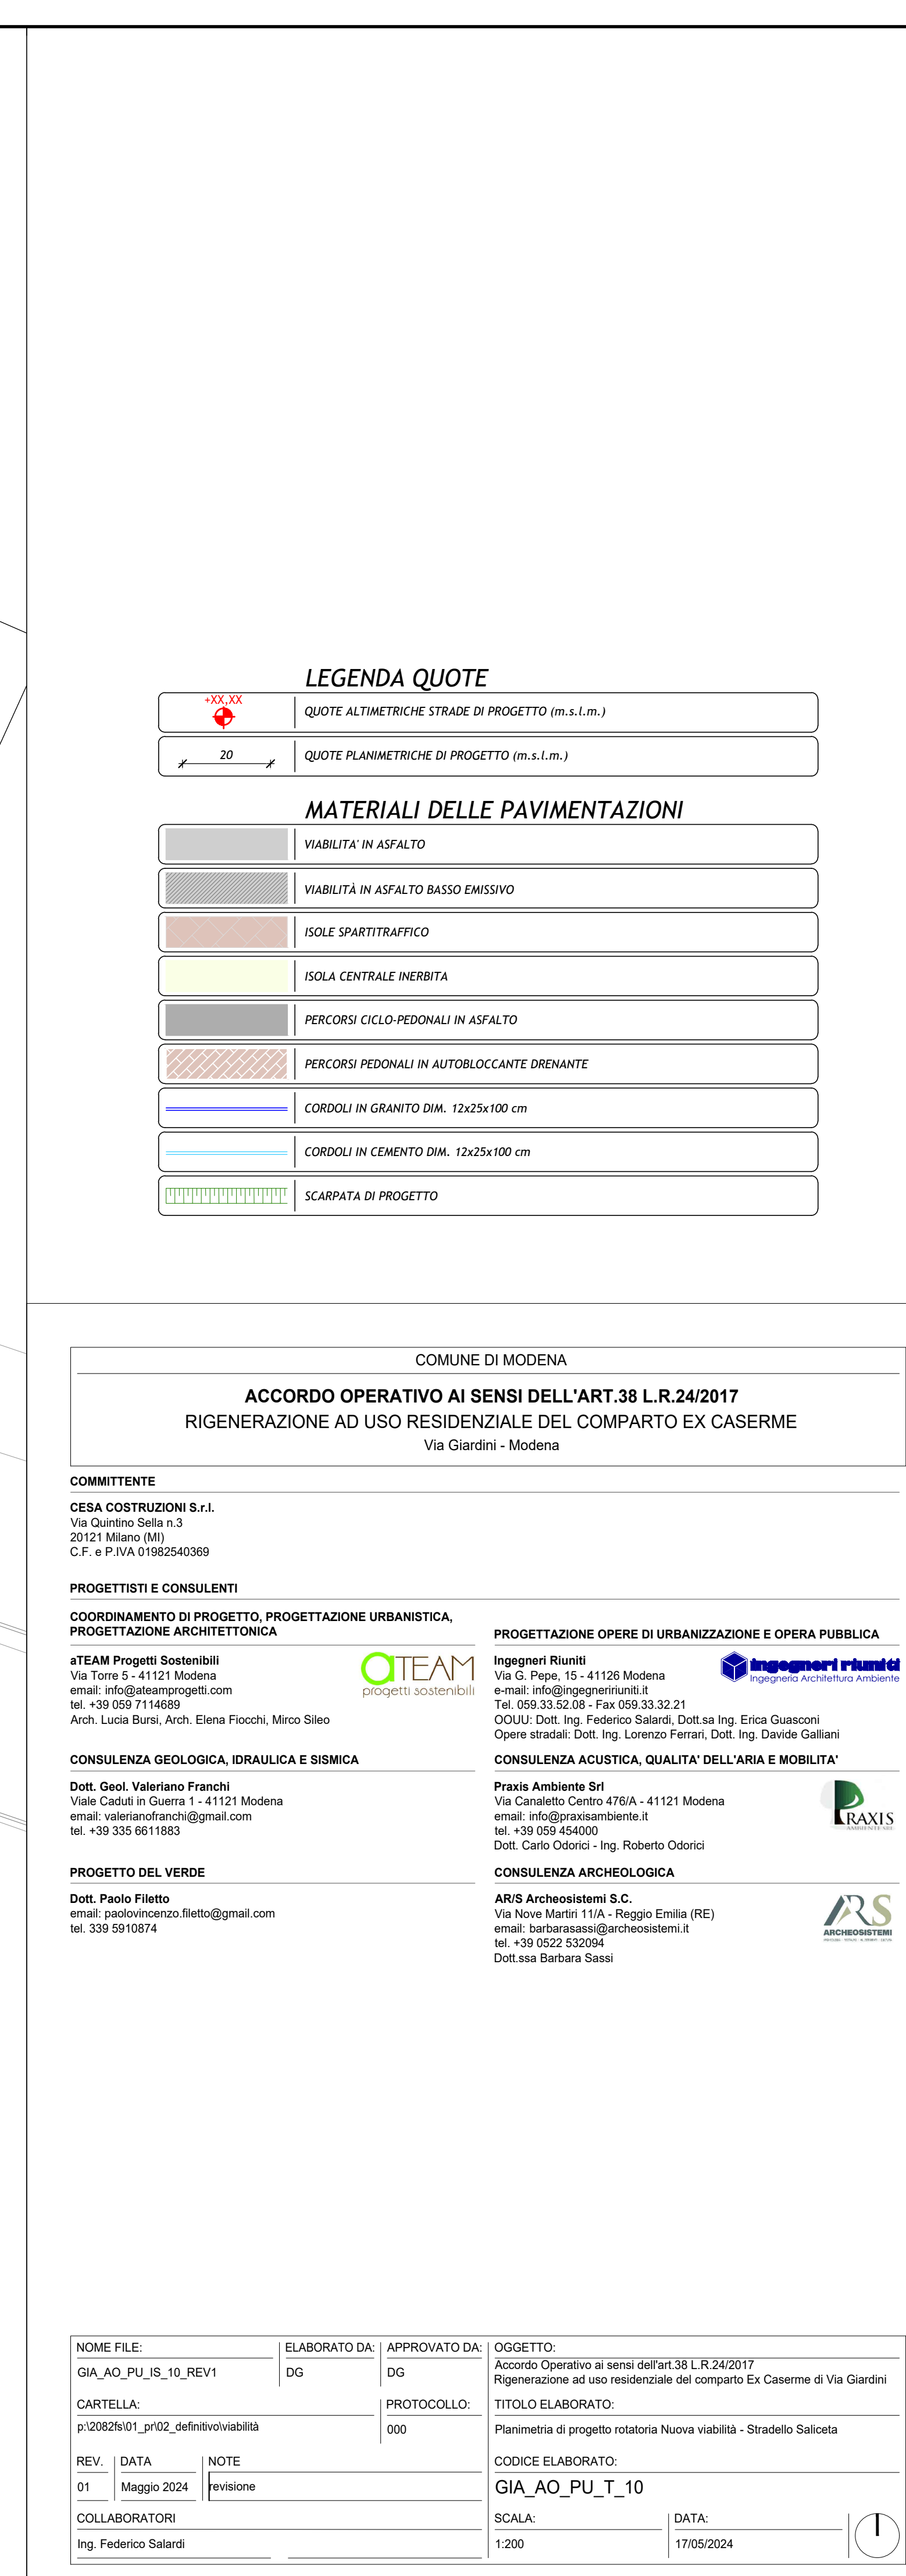 LEGENDA QUOTE
+XX,XX
QUOTE ALTIMETRICHE STRADE DI PROGETTO (m.s.l.m.)
20
QUOTE PLANIMETRICHE DI PROGETTO (m.s.l.m.)
MATERIALI DELLE PAVIMENTAZIONI
VIABILITA' IN ASFALTO
VIABILITÀ IN ASFALTO BASSO EMISSIVO
ISOLE SPARTITRAFFICO
ISOLA CENTRALE INERBITA
PERCORSI CICLO-PEDONALI IN ASFALTO
PERCORSI PEDONALI IN AUTOBLOCCANTE DRENANTE
CORDOLI IN GRANITO DIM. 12x25x100 cm
CORDOLI IN CEMENTO DIM. 12x25x100 cm
SCARPATA DI PROGETTO
COMUNE DI MODENA
ACCORDO OPERATIVO AI SENSI DELL'ART.38 L.R.24/2017
RIGENERAZIONE AD USO RESIDENZIALE DEL COMPARTO EX CASERME
Via Giardini - Modena
COMMITTENTE
CESA COSTRUZIONI S.r.l.
Via Quintino Sella n.3
20121 Milano (MI)
C.F. e P.IVA 01982540369
PROGETTISTI E CONSULENTI
COORDINAMENTO DI PROGETTO, PROGETTAZIONE URBANISTICA,
PROGETTAZIONE ARCHITETTONICA
aTEAM Progetti Sostenibili
Via Torre 5 - 41121 Modena
email: info@ateamprogetti.com
tel. +39 059 7114689
Arch. Lucia Bursi, Arch. Elena Fiocchi, Mirco Sileo
aTEAM
progetti sostenibili
PROGETTAZIONE OPERE DI URBANIZZAZIONE E OPERA PUBBLICA
Ingegneri Riuniti
Via G. Pepe, 15 - 41126 Modena
e-mail: info@ingegneririuniti.it
Tel. 059.33.52.08 - Fax 059.33.32.21
OOUU: Dott. Ing. Federico Salardi, Dott.sa Ing. Erica Guasconi
Opere stradali: Dott. Ing. Lorenzo Ferrari, Dott. Ing. Davide Galliani
ingegneri riuniti
Ingegneria Architettura Ambiente
CONSULENZA GEOLOGICA, IDRAULICA E SISMICA
Dott. Geol. Valeriano Franchi
Viale Caduti in Guerra 1 - 41121 Modena
email: valerianofranchi@gmail.com
tel. +39 335 6611883
CONSULENZA ACUSTICA, QUALITA' DELL'ARIA E MOBILITA'
Praxis Ambiente Srl
Via Canaletto Centro 476/A - 41121 Modena
email: info@praxisambiente.it
tel. +39 059 454000
Dott. Carlo Odorici - Ing. Roberto Odorici
PRAXIS
AMBIENTE SRL
PROGETTO DEL VERDE
Dott. Paolo Filetto
email: paolovincenzo.filetto@gmail.com
tel. 339 5910874
CONSULENZA ARCHEOLOGICA
AR/S Archeosistemi S.C.
Via Nove Martiri 11/A - Reggio Emilia (RE)
email: barbarasassi@archeosistemi.it
tel. +39 0522 532094
Dott.ssa Barbara Sassi
ARS
ARCHEOSISTEMI
NOME FILE:
GIA_AO_PU_IS_10_REV1
ELABORATO DA:
DG
APPROVATO DA:
DG
OGGETTO:
Accordo Operativo ai sensi dell'art.38 L.R.24/2017
Rigenerazione ad uso residenziale del comparto Ex Caserme di Via Giardini
CARTELLA:
p:\2082fs\01_pr\02_definitivo\viabilità
PROTOCOLLO:
000
TITOLO ELABORATO:
Planimetria di progetto rotatoria Nuova viabilità - Stradello Saliceta
REV.
01
DATA
Maggio 2024
NOTE
revisione
CODICE ELABORATO:
GIA_AO_PU_T_10
COLLABORATORI
Ing. Federico Salardi
SCALA:
1:200
DATA:
17/05/2024